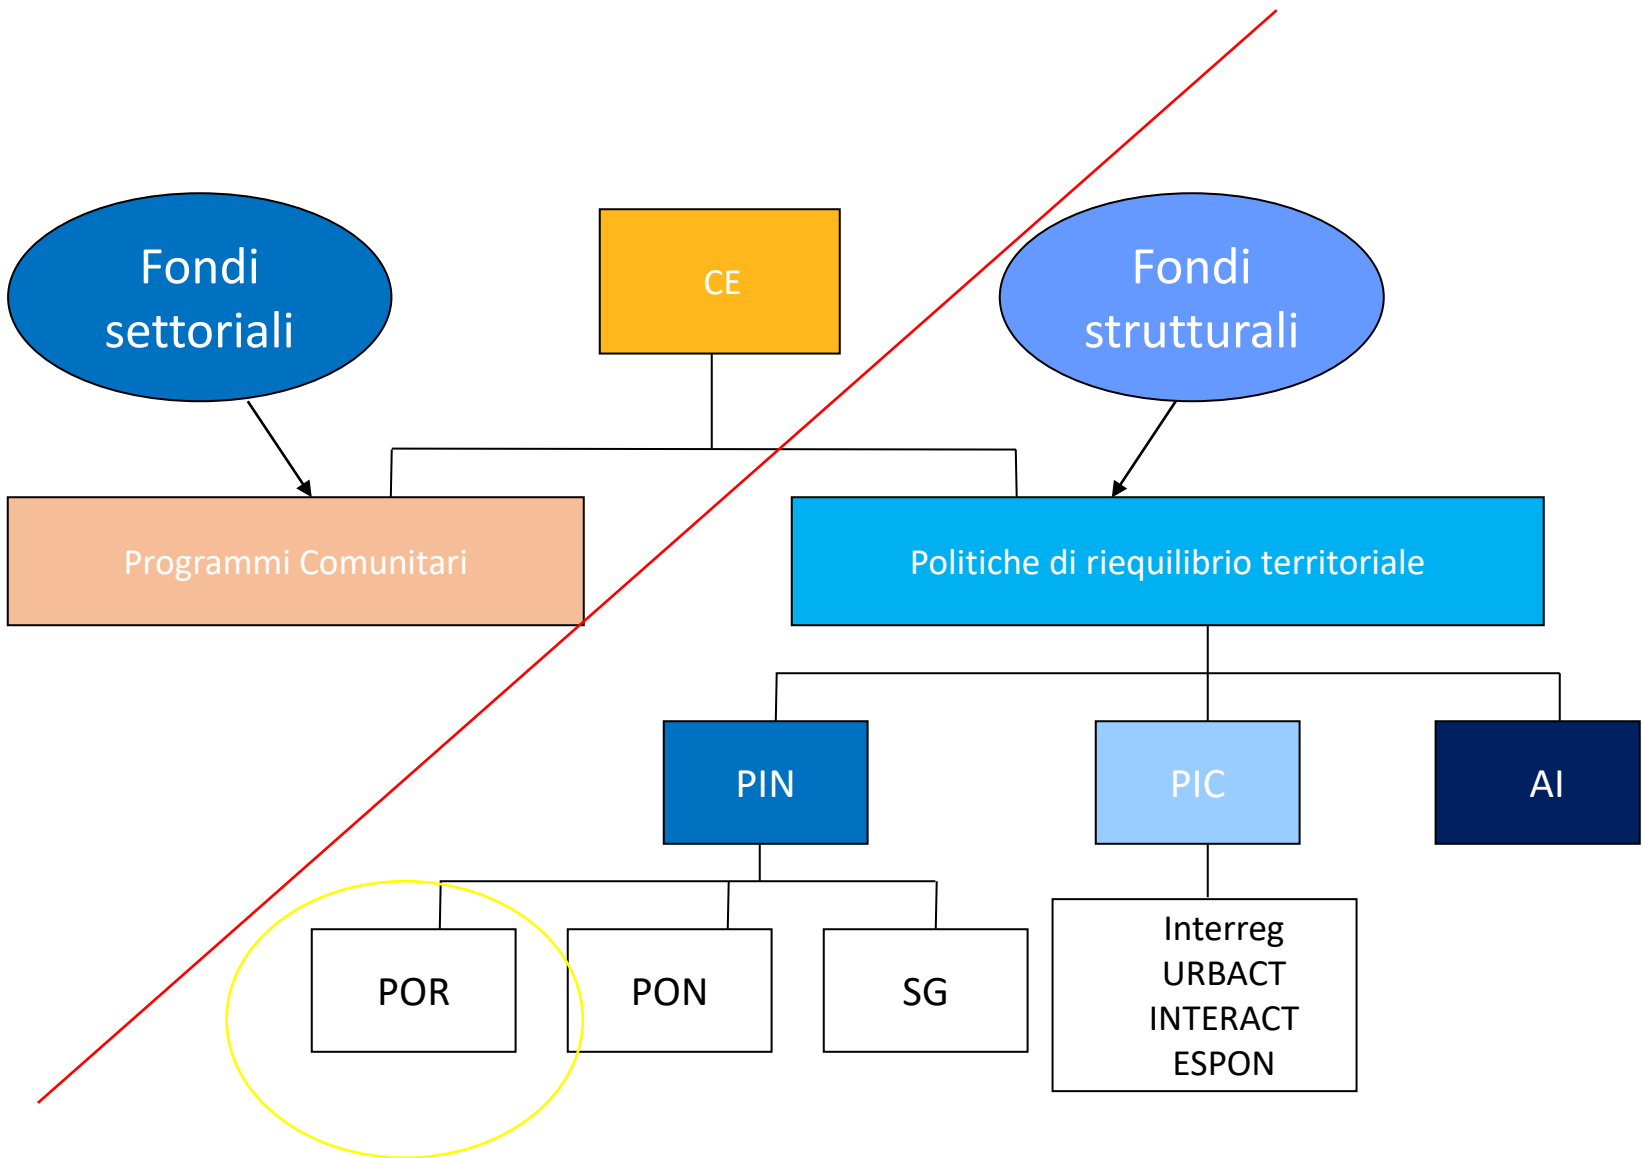 Fondi
settoriali
CE
Fondi
strutturali
Programmi Comunitari
Politiche di riequilibrio territoriale
PIN
PIC
AI
POR
PON
SG
Interreg
URBACT
INTERACT
ESPON